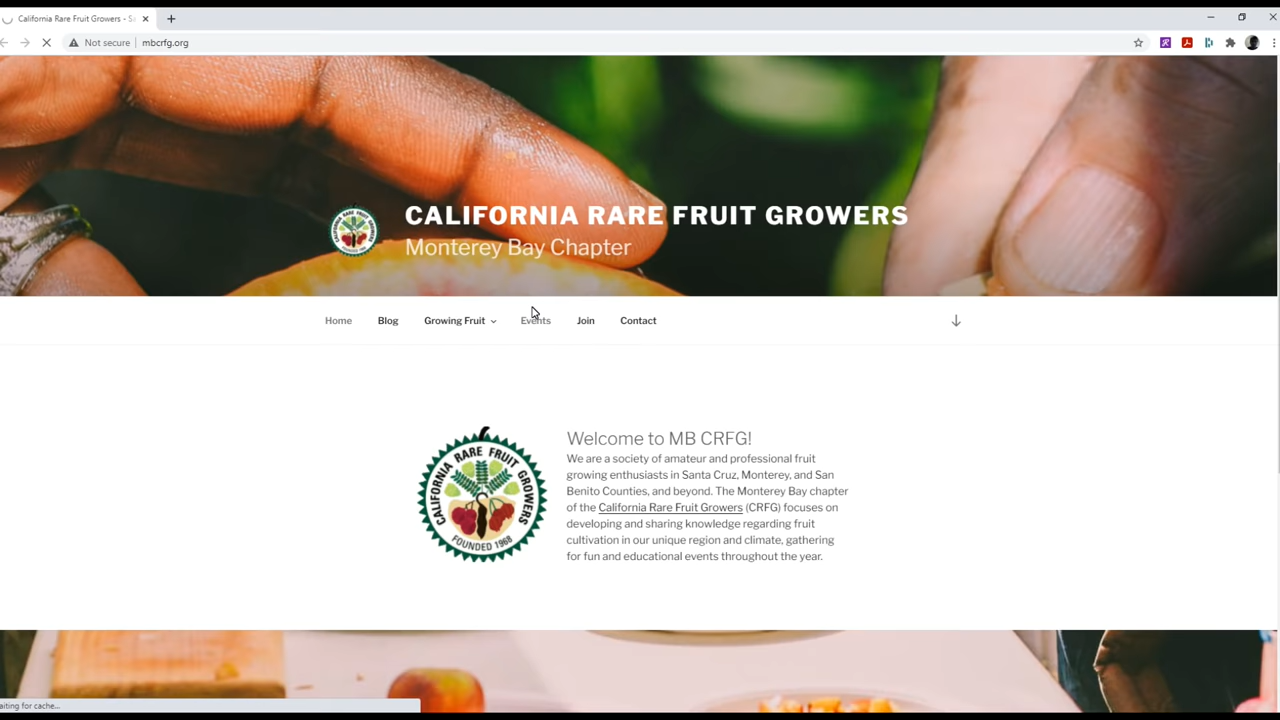 California Rare Fruit Growers - S
Not secure
mbcrfg.org
CALIFORNIA RARE FRUIT GROWERS
Monterey Bay Chapter
Home Blog Growing Fruit Events Join Contact
CALIFORNIA RARE FRUIT GROWERS
FOUNDED 1968
Welcome to MB CRFG!
We are a society of amateur and professional fruit
growing enthusiasts in Santa Cruz, Monterey, and San
Benito Counties, and beyond. The Monterey Bay chapter
of the California Rare Fruit Growers (CRFG) focuses on
developing and sharing knowledge regarding fruit
cultivation in our unique region and climate, gathering
for fun and educational events throughout the year.
aiting for cache...